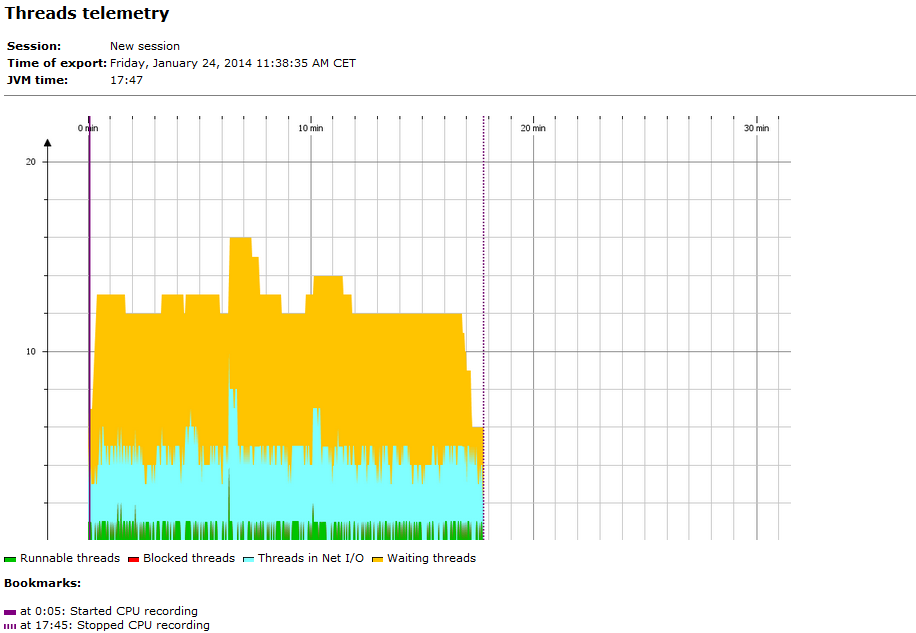 Threads telemetry
Session: New session
Time of export: Friday, January 24, 2014 11:38:35 AM CET
JVM time: 17:47
0 min 10 min 20 min 30 min
20
10
Runnable threads Blocked threads Threads in Net I/O Waiting threads
Bookmarks:
at 0:05: Started CPU recording
at 17:45: Stopped CPU recording